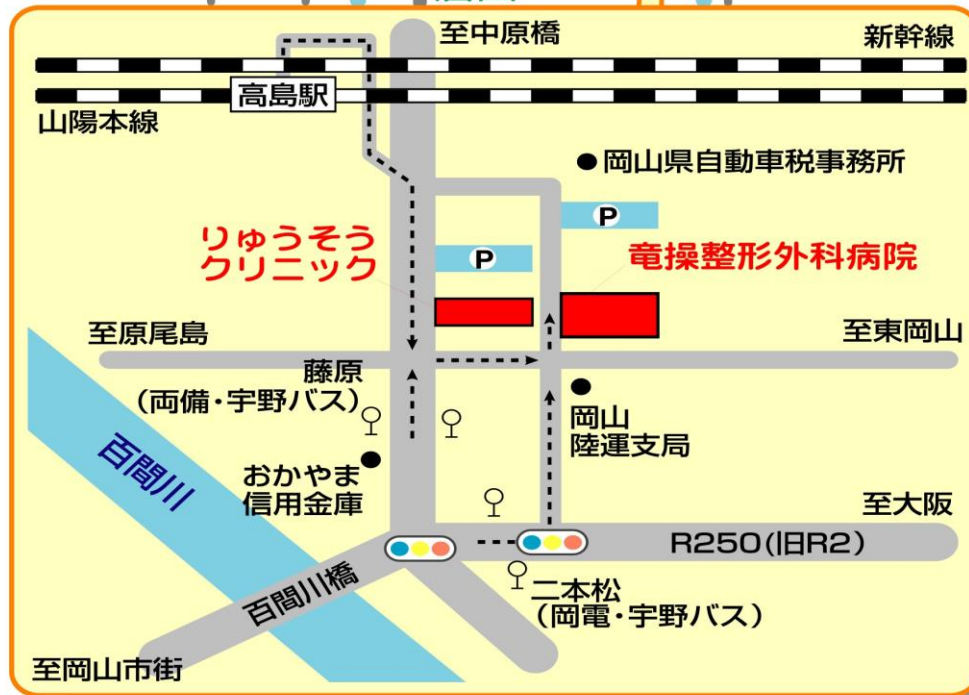 至中原橋
新幹線
高島駅
山陽本線
岡山県自動車税事務所
P
りゅうそう
クリニック
P
竜操整形外科病院
至原尾島
至東岡山
藤原
(両備・宇野バス)
岡山
陸運支局
百間川
おかやま
信用金庫
至大阪
R250(旧R2)
百間川橋
二本松
(岡電・宇野バス)
至岡山市街